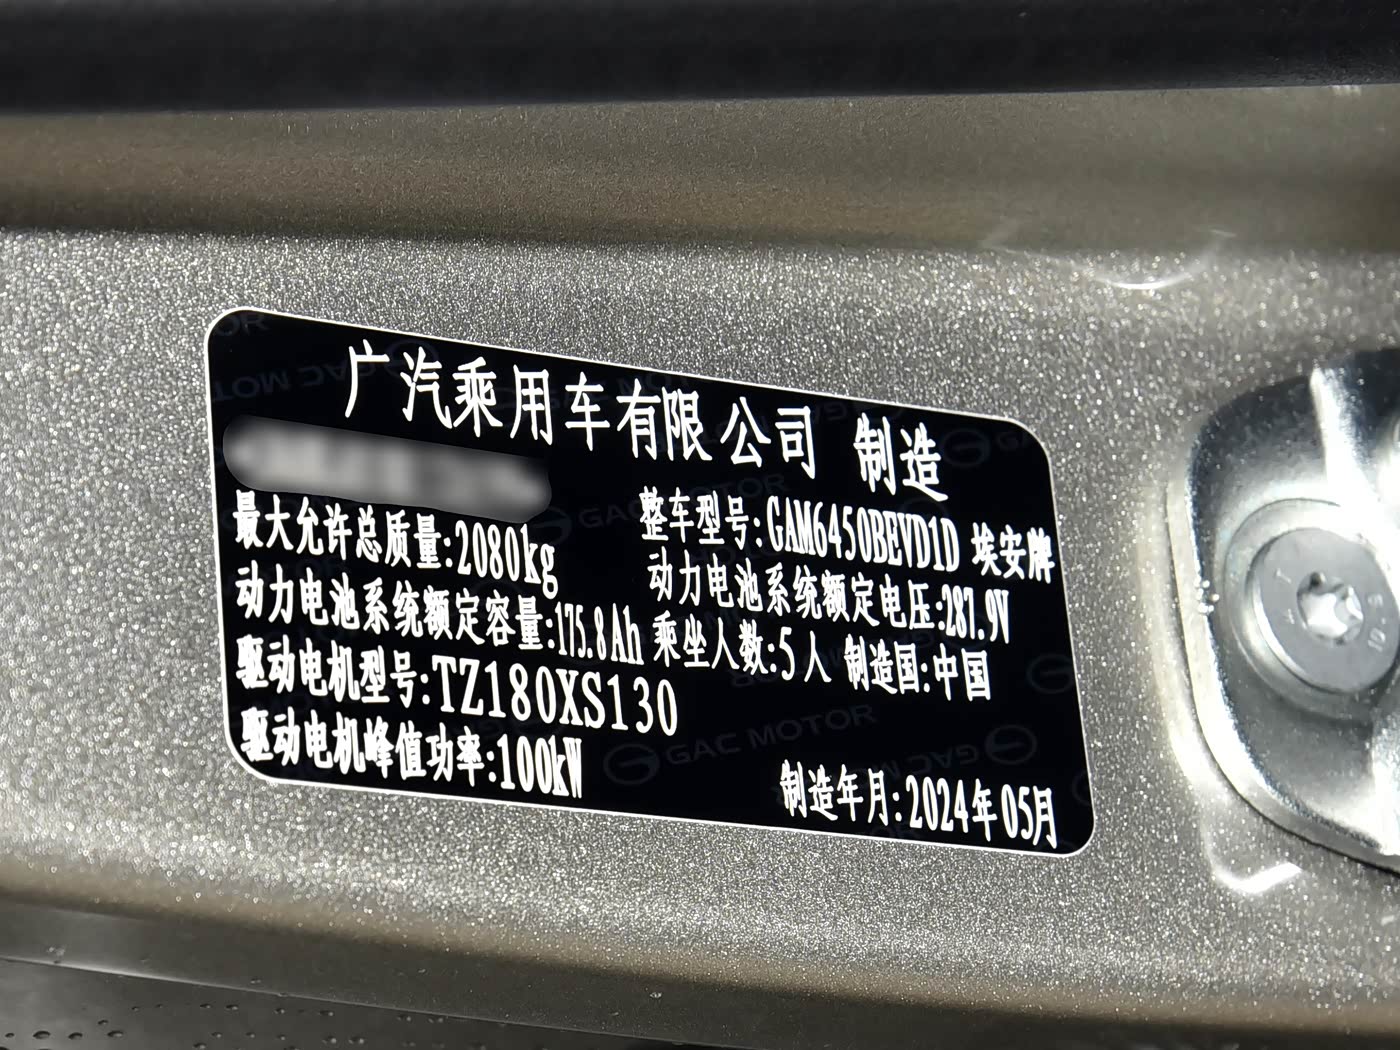 广汽乘用车有限公司 制造
整车型号:GAM6450BEVD1D 埃安牌
最大允许总质量:2080kg 动力电池系统额定电压:287.9V
动力电池系统额定容量:175.8Ah 乘坐人数:5人 制造国:中国
驱动电机型号:TZ180XS130
驱动电机峰值功率:100kW 制造年月:2024年05月
GAC MOTOR